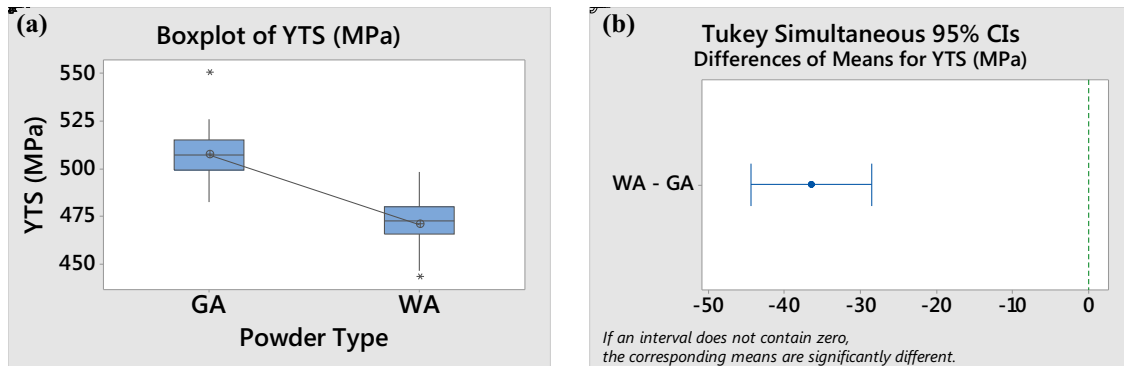 (a)
Boxplot of YTS (MPa)
YTS (MPa)
550
525
500
475
450
GA WA
Powder Type
(b)
Tukey Simultaneous 95% CIs
Differences of Means for YTS (MPa)
WA - GA
-50 -40 -30 -20 -10 0
If an interval does not contain zero,
the corresponding means are significantly different.